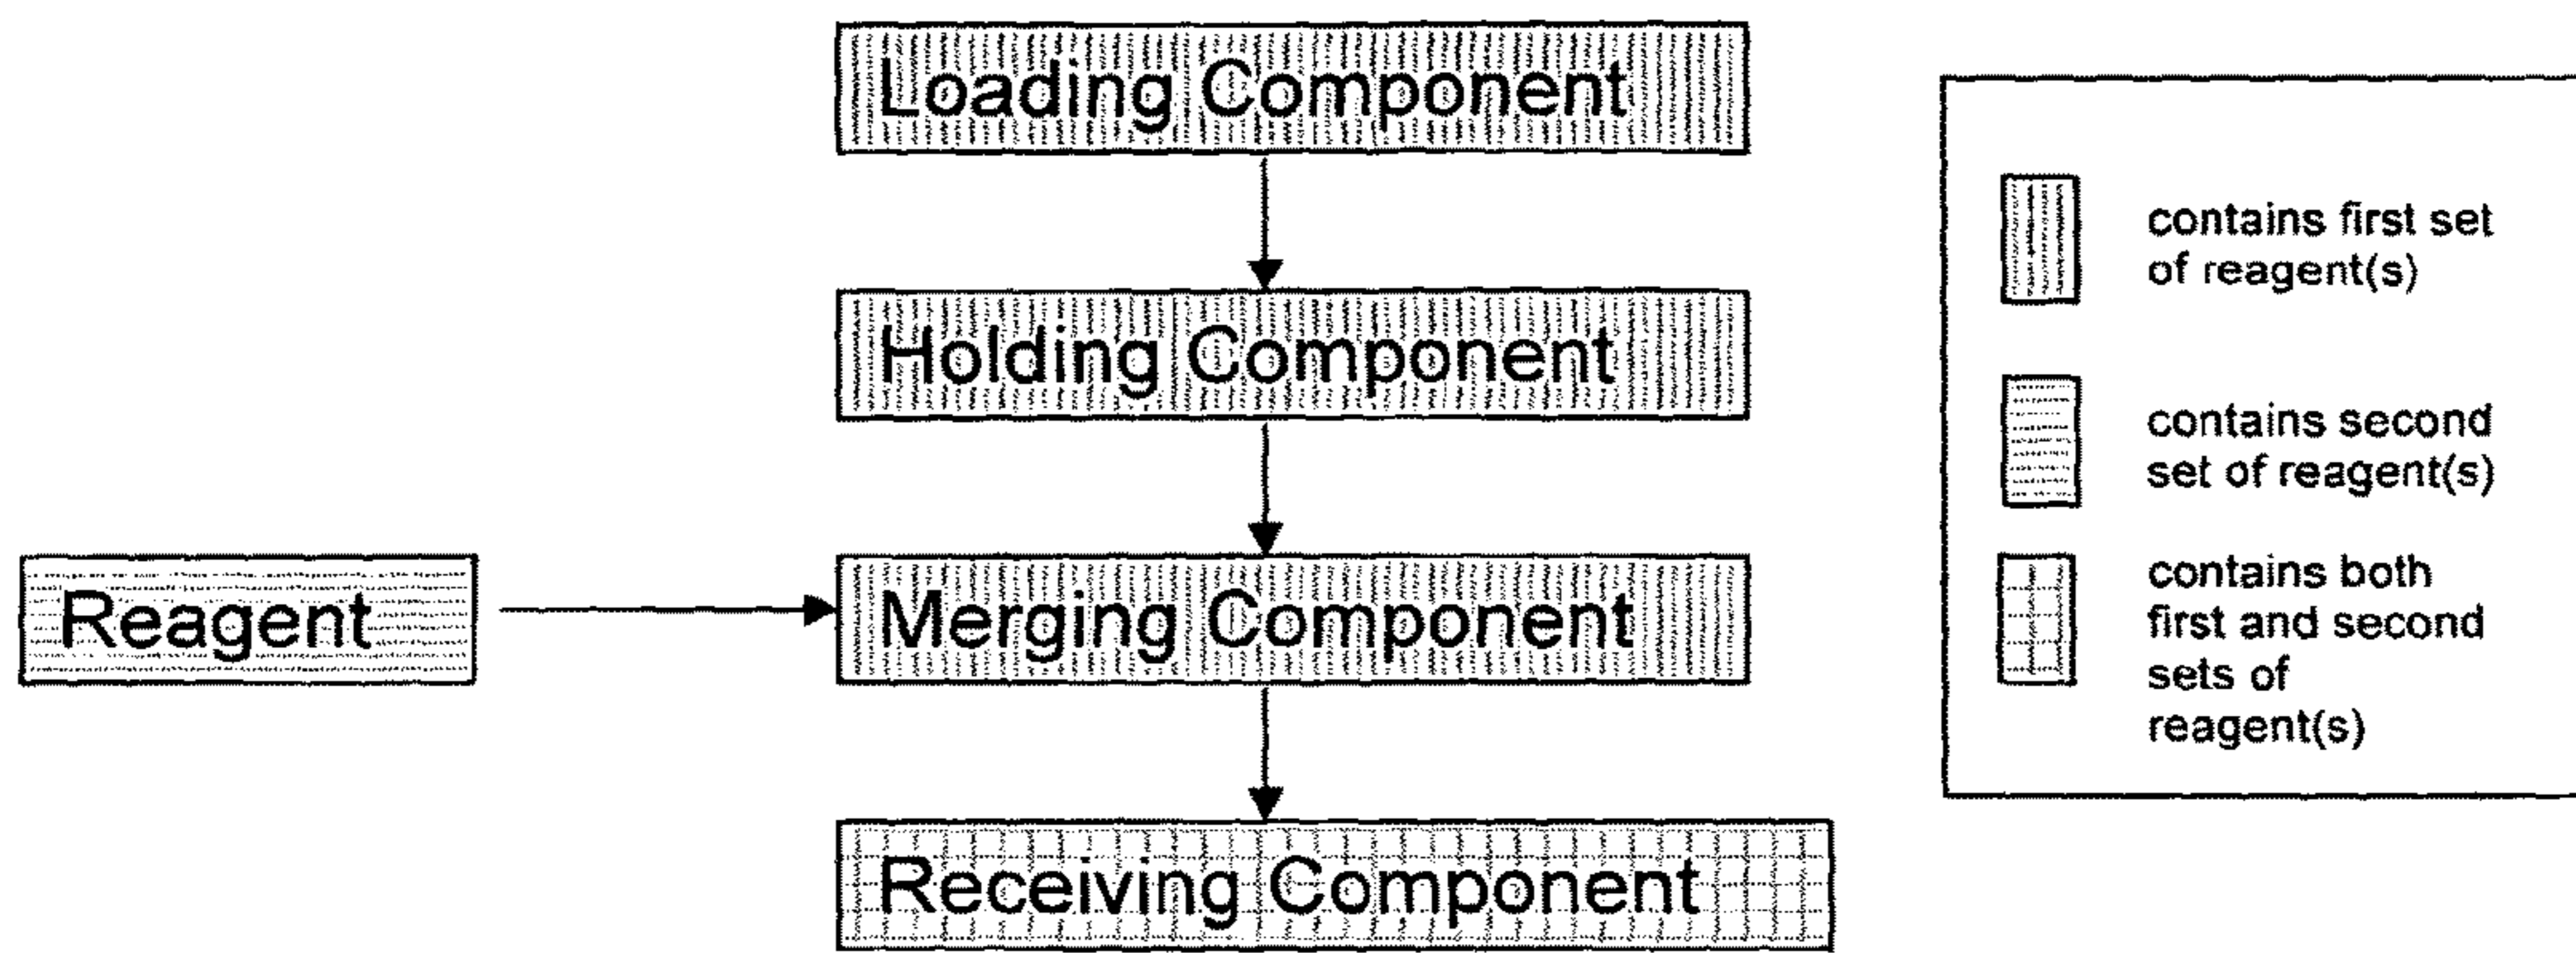 Loading Component
Holding Component
Reagent
Merging Component
Receiving Component
contains first set
of reagent(s)
contains second
set of reagent(s)
contains both
first and second
sets of
reagent(s)